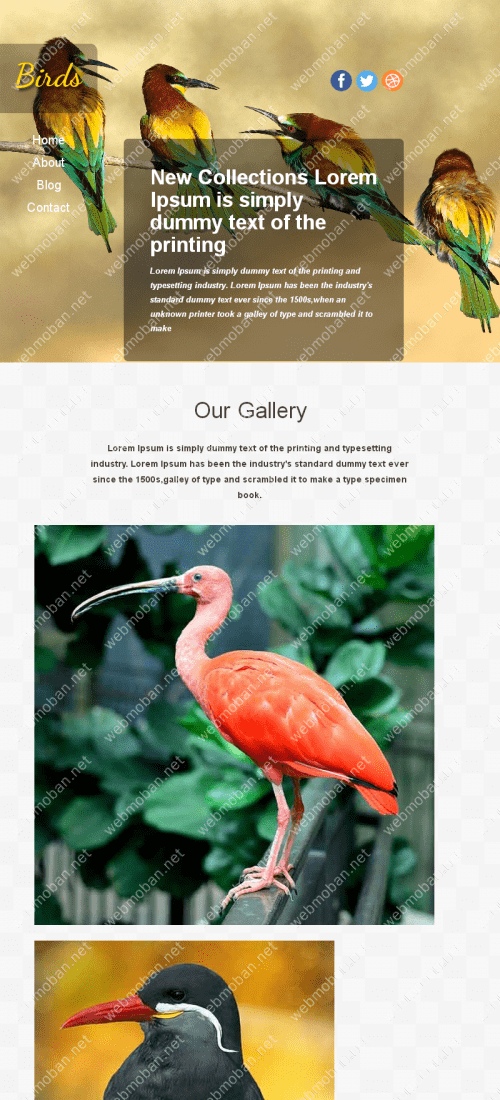 Birds
Home
About
Blog
Contact
New Collections Lorem
Ipsum is simply
dummy text of the
printing
Lorem Ipsum is simply dummy text of the printing and
typesetting industry. Lorem Ipsum has been the industry's
standard dummy text ever since the 1500s,when an
unknown printer took a galley of type and scrambled it to
make
Our Gallery
Lorem Ipsum is simply dummy text of the printing and typesetting
industry. Lorem Ipsum has been the industry's standard dummy text ever
since the 1500s,galley of type and scrambled it to make a type specimen
book.
webmoban.net